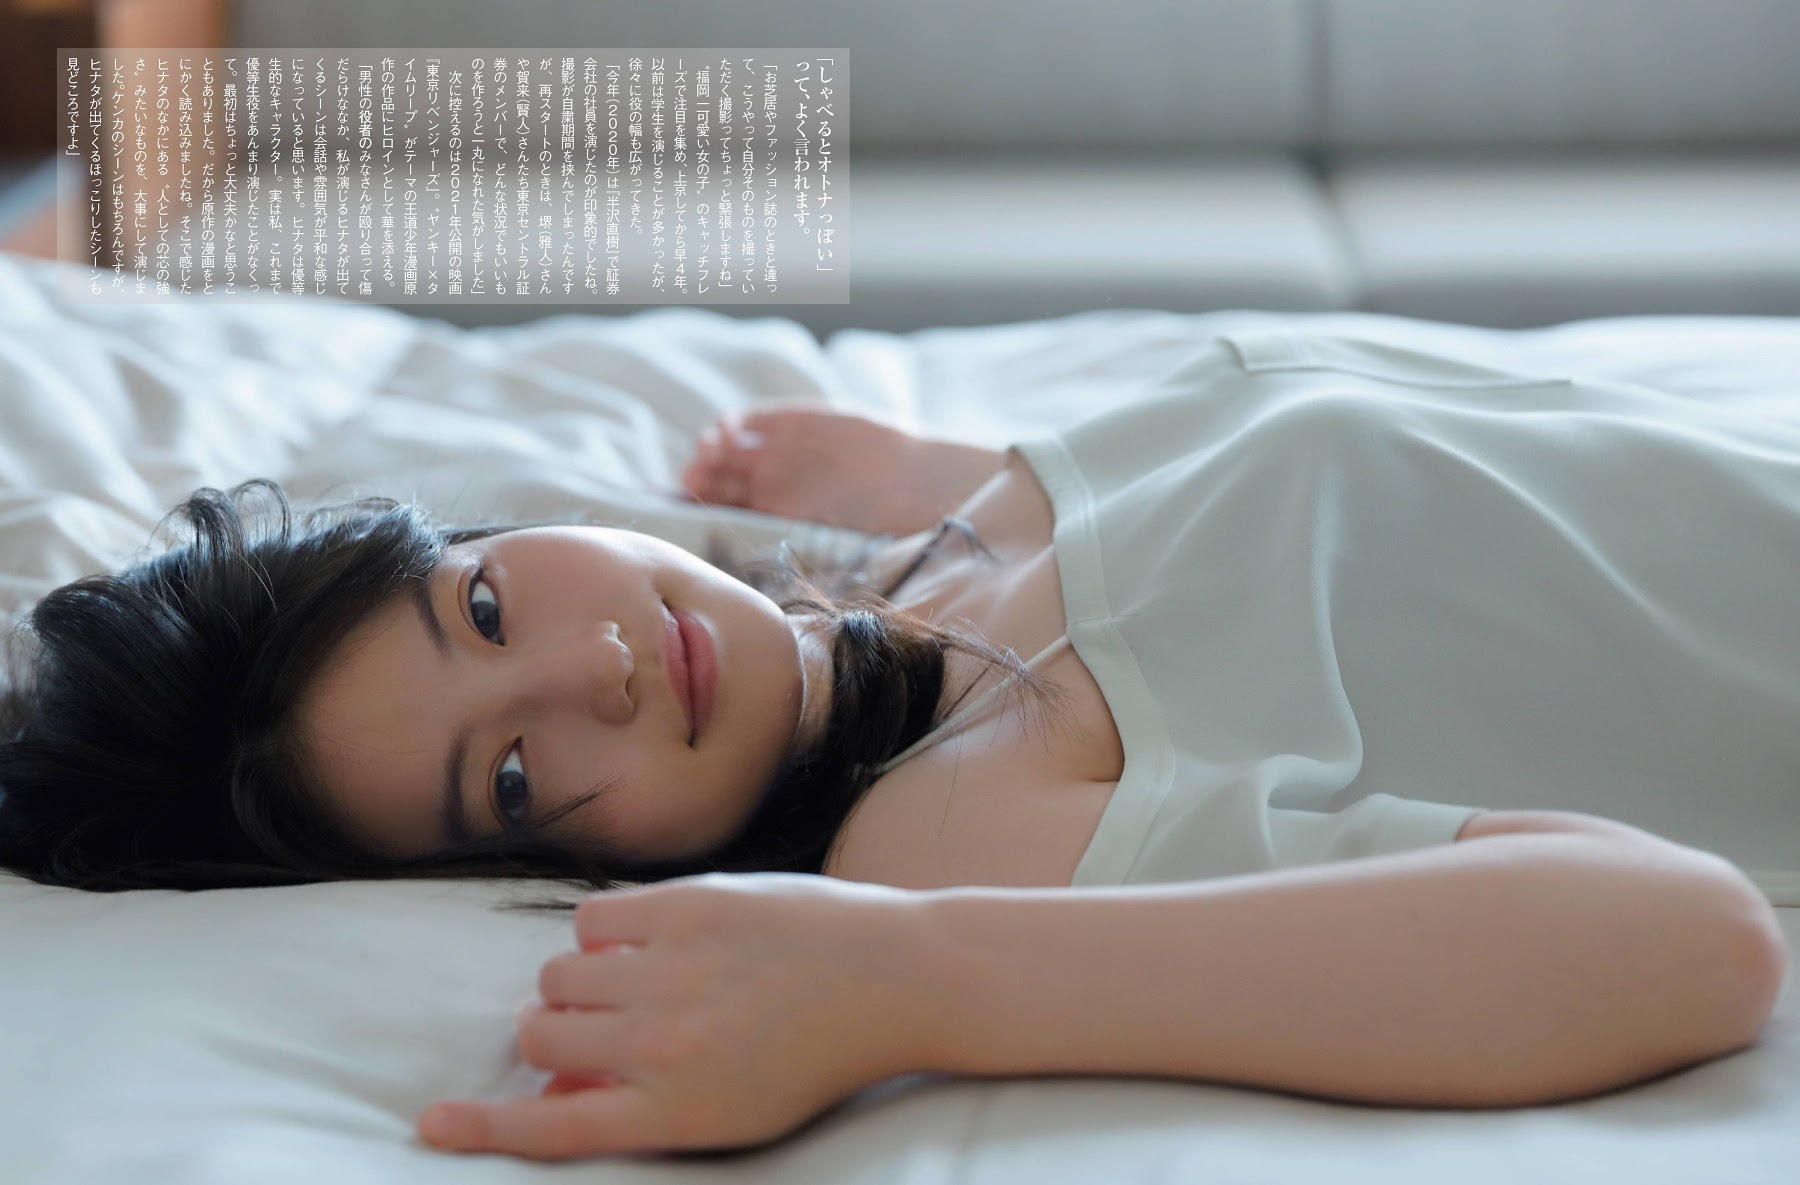 「しゃべるとオトナっぽい」
って、よく言われます。
「お芝居やファッション誌のときと違っ
て、こうやって自分そのものを撮ってい
ただく撮影ってちょっと緊張しますね」
〝福岡一可愛い女の子〟のキャッチフレ
ーズで注目を集め、上京してから早4年。
以前は学生を演じることが多かったが、
徐々に役の幅も広がってきた。
「今年（2020年）は『半沢直樹』で証券
会社の社員を演じたのが印象的でしたね。
撮影が自粛期間を挟んでしまったんです
が、再スタートのときは、堺（雅人）さん
や賀来（賢人）さんたち東京セントラル証
券のメンバーで、どんな状況でもいいも
のを作ろうと一丸になれた気がしました」
次に控えるのは2021年公開の映画
『東京リベンジャーズ』。〝ヤンキー×タ
イムリープ〟がテーマの王道少年漫画原
作の作品にヒロインとして華を添える。
「男性の役者のみなさんが殴り合って傷
だらけななか、私が演じるヒナタが出て
くるシーンは会話や雰囲気が平和な感じ
になっていると思います。ヒナタは優等
生的なキャラクター。実は私、これまで
優等生役をあんまり演じたことがなくっ
て。最初はちょっと大丈夫かなと思うこ
ともありました。だから原作の漫画をと
にかく読み込みましたね。そこで感じた
ヒナタのなかにある〝人としての芯の強
さ〟みたいなものを、大事にして演じま
した。ケンカのシーンはもちろんですが、
ヒナタが出てくるほっこりしたシーンも
見どころですよ」